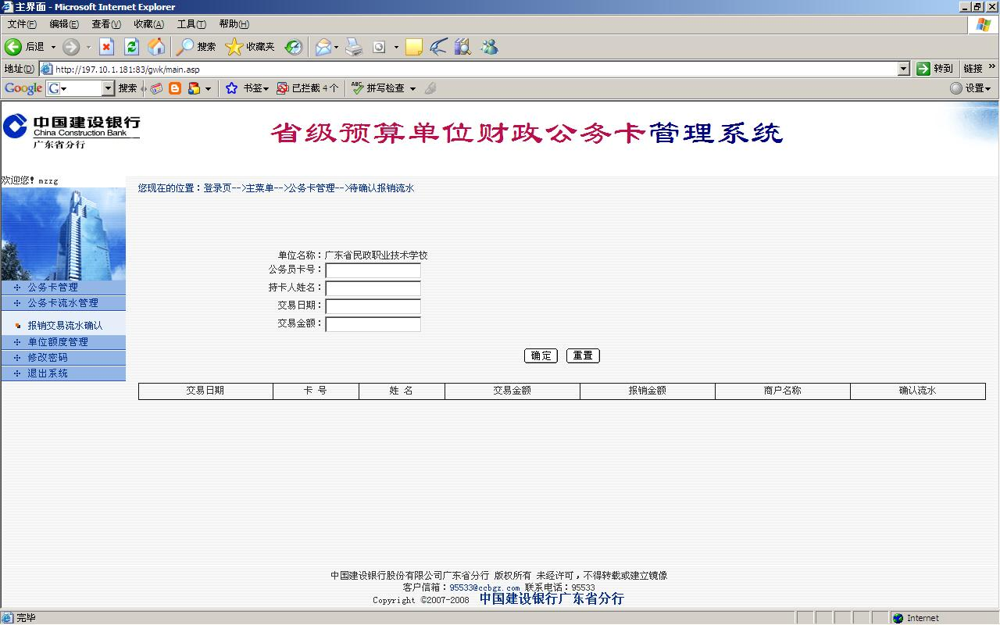 主界面 - Microsoft Internet Explorer
文件(F) 编辑(E) 查看(V) 收藏(A) 工具(T) 帮助(H)
后退 搜索 收藏夹
地址(D) http://197.10.1.181:83/gwk/main.asp 转到 链接 »
Google G 搜索 书签 已拦截 4 个 ABC 拼写检查 设置
中国建设银行
China Construction Bank
广东省分行
省级预算单位财政公务卡管理系统
欢迎您! mzzg
您现在的位置：登录页-->主菜单-->公务卡管理-->待确认报销流水
公务卡管理
公务卡流水管理
报销交易流水确认
单位额度管理
修改密码
退出系统
单位名称：广东省民政职业技术学校
公务员卡号：
持卡人姓名：
交易日期：
交易金额：
确定 重置
交易日期 卡 号 姓 名 交易金额 报销金额 商户名称 确认流水
中国建设银行股份有限公司广东省分行 版权所有 未经许可，不得转载或建立镜像
客户信箱：95533@ccbgz.com 联系电话：95533
Copyright ©2007-2008 中国建设银行广东省分行
完毕 Internet